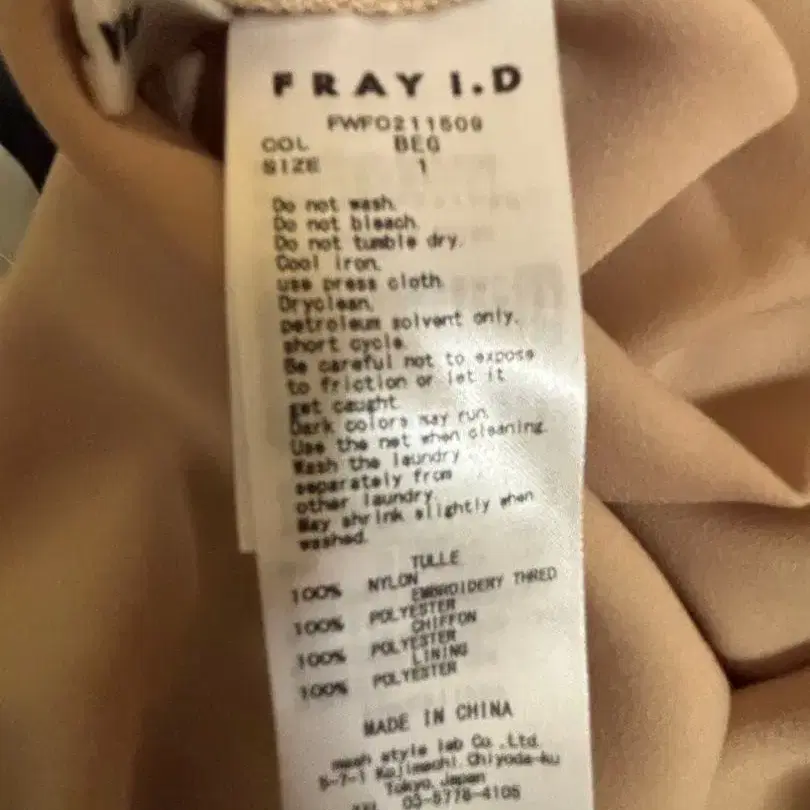 FRAY I.D
FWFO211509
COL BEG
SIZE 1
Do not wash.
Do not bleach.
Do not tumble dry.
Cool iron.
use press cloth.
Dryclean.
petroleum solvent only.
short cycle.
Be careful not to expose
to friction or let it
get caught.
Dark colors may run.
Use the net when cleaning.
Wash the laundry
separately from
other laundry.
May shrink slightly when
washed.
TULLE
100% NYLON
EMBROIDERY THRED
100% POLYESTER
CHIFFON
100% POLYESTER
LINING
100% POLYESTER
MADE IN CHINA
mash style lab Co.,Ltd.
5-7-1 Kojimachi Chiyoda-ku
Tokyo Japan
03-5778-4105